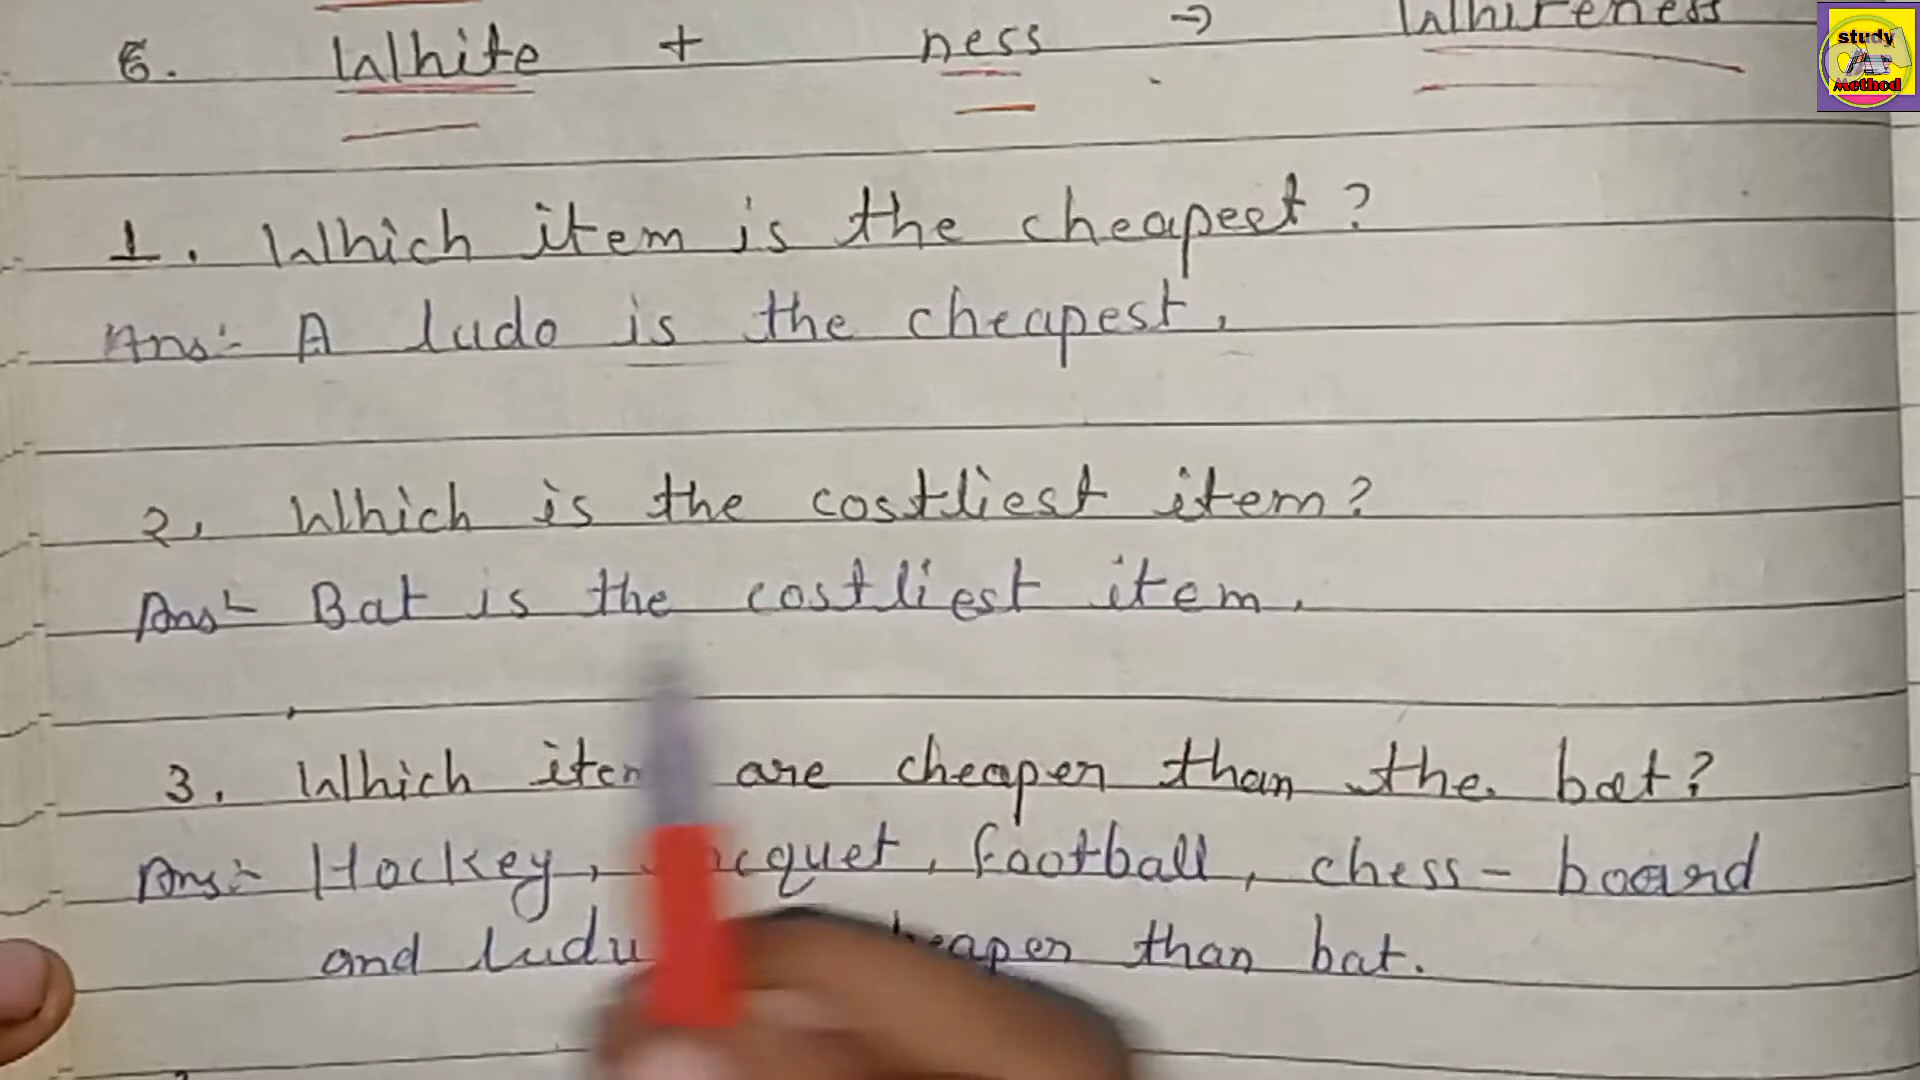 6. White + ness → Whiteness
study
Method
1. Which item is the cheapest?
Ans:- A ludo is the cheapest.
2. Which is the costliest item?
Ans:- Bat is the costliest item.
3. Which are cheaper than the bat?
Ans:- Hockey, football, chess - board
and than bat.